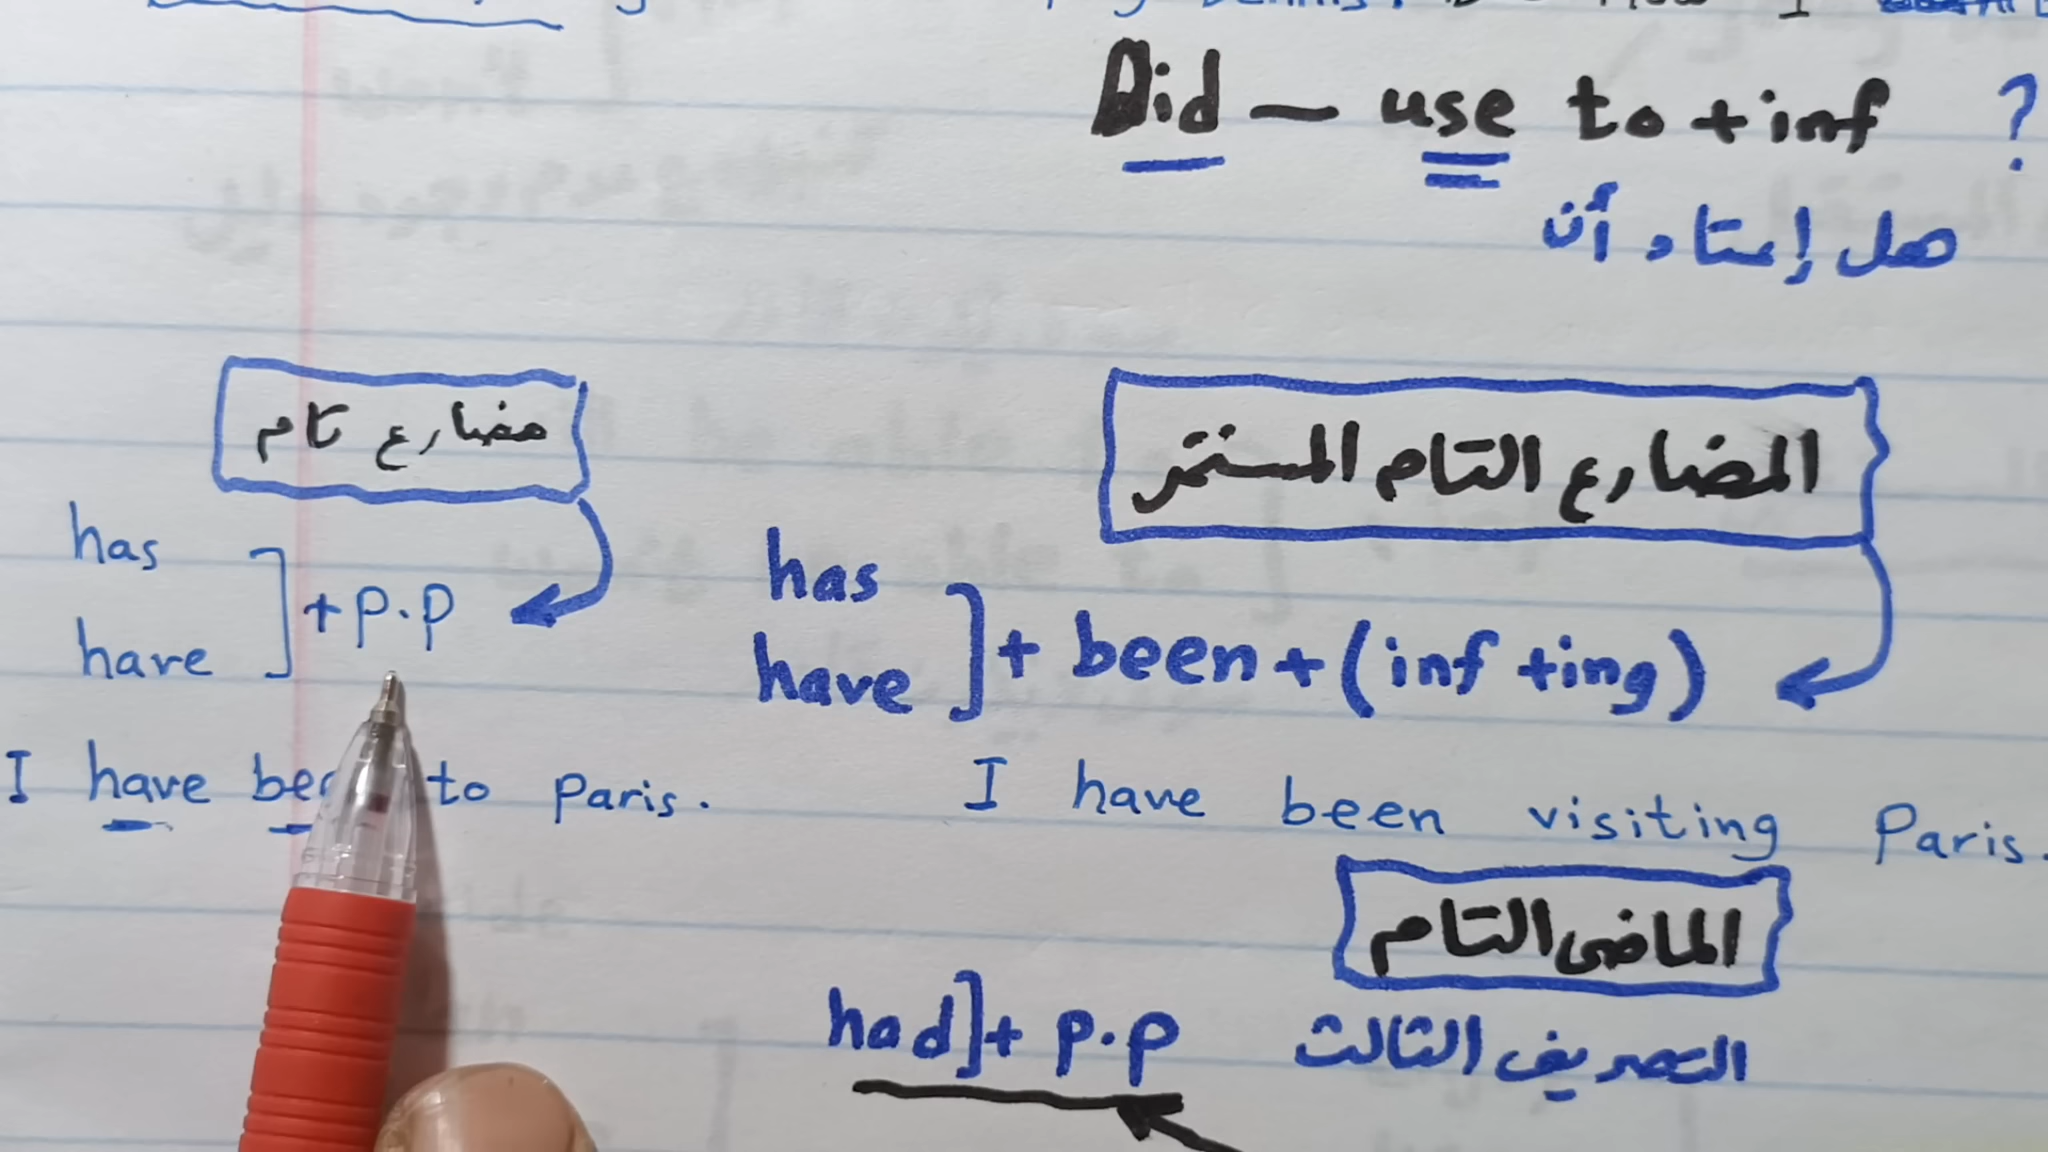 Did — use to + inf ?
هل إعتاد أن
مضارع تام
المضارع التام المستمر
has
have ] + p.p
has
have ] + been + (inf + ing)
I have to Paris.
I have been visiting Paris.
الماضى التام
had] + p.p التصريف الثالث